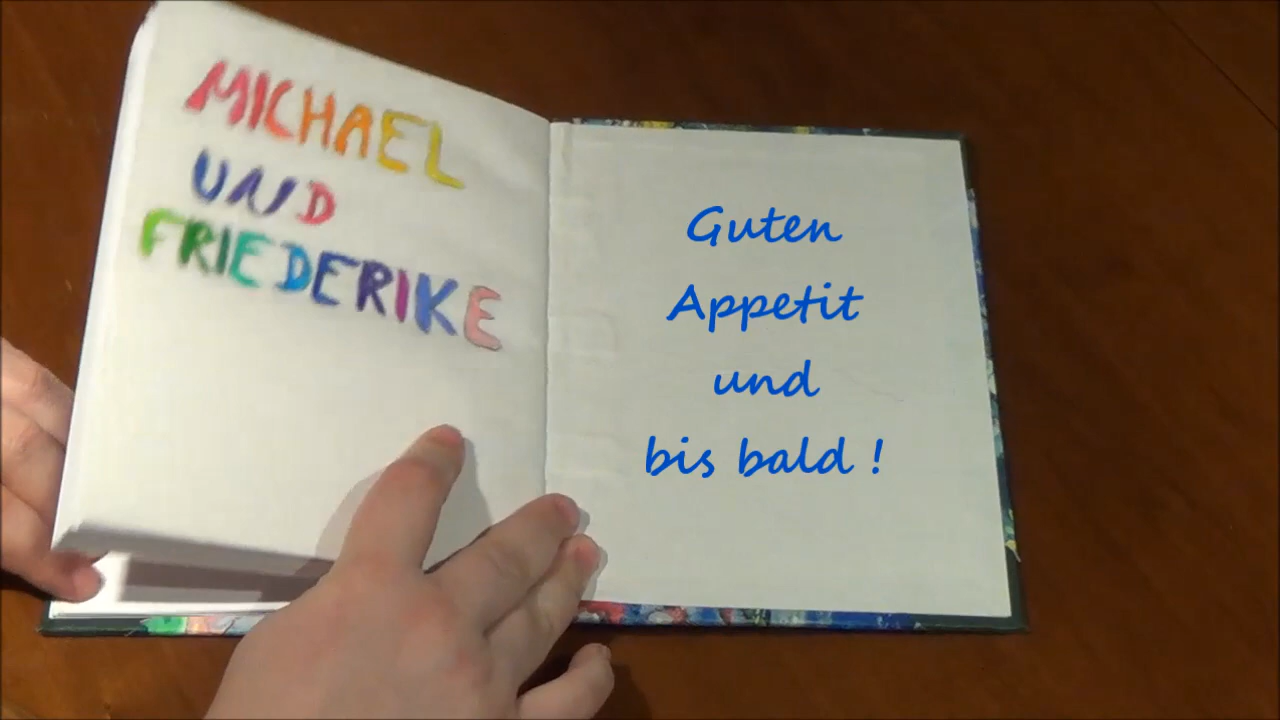 MICHAEL
UND
FRIEDERIKE
Guten
Appetit
und
bis bald !